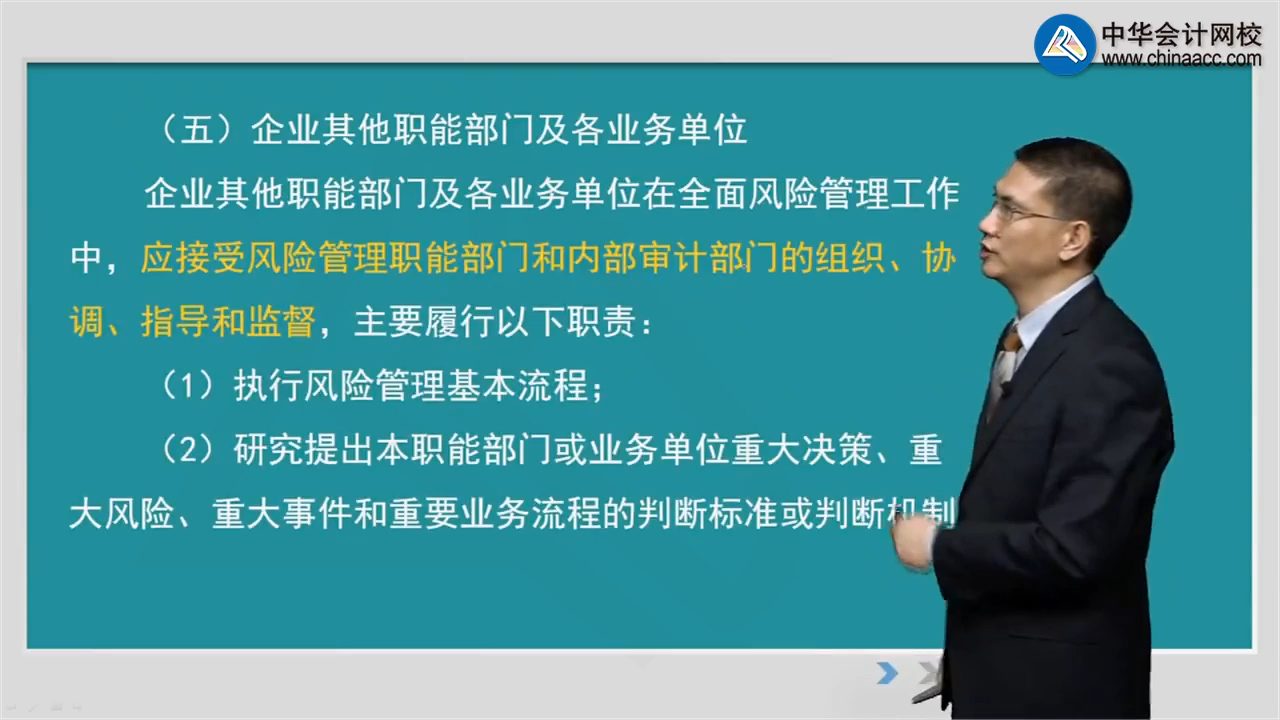 中华会计网校
www.chinaacc.com
（五）企业其他职能部门及各业务单位
企业其他职能部门及各业务单位在全面风险管理工作
中，应接受风险管理职能部门和内部审计部门的组织、协
调、指导和监督，主要履行以下职责：
（1）执行风险管理基本流程；
（2）研究提出本职能部门或业务单位重大决策、重
大风险、重大事件和重要业务流程的判断标准或判断机制